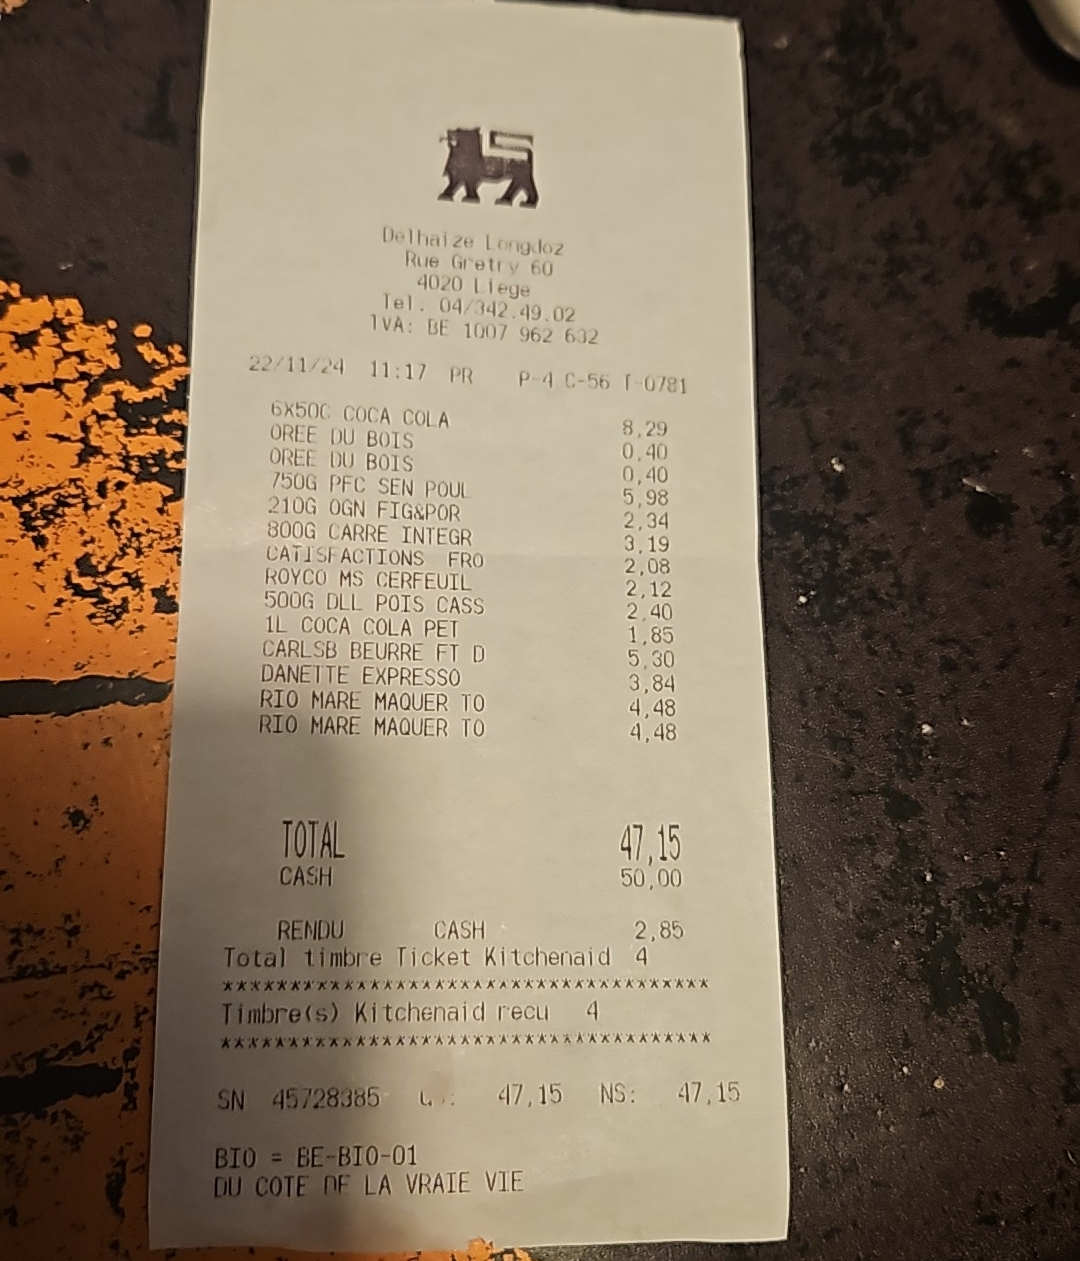 Delhaize Longdoz
Rue Gretry 60
4020 Liege
Tel. 04/342.49.02
TVA: BE 1007 962 632
22/11/24 11:17 PR P-4 C-56 T-0781
6X50C COCA COLA 8,29
OREE DU BOIS 0,40
OREE DU BOIS 0,40
750G PFC SEN POUL 5,98
210G OGN FIG&POR 2,34
800G CARRE INTEGR 3,19
CATISFACTIONS FRO 2,08
ROYCO MS CERFEUIL 2,12
500G DLL POIS CASS 2,40
1L COCA COLA PET 1,85
CARLSB BEURRE FT D 5,30
DANETTE EXPRESSO 3,84
RIO MARE MAQUER TO 4,48
RIO MARE MAQUER TO 4,48
TOTAL 47,15
CASH 50,00
RENDU CASH 2,85
Total timbre Ticket Kitchenaid 4
************************************
Timbre(s) Kitchenaid recu 4
************************************
SN 45728385 47,15 NS: 47,15
BIO = BE-BIO-01
DU COTE DE LA VRAIE VIE